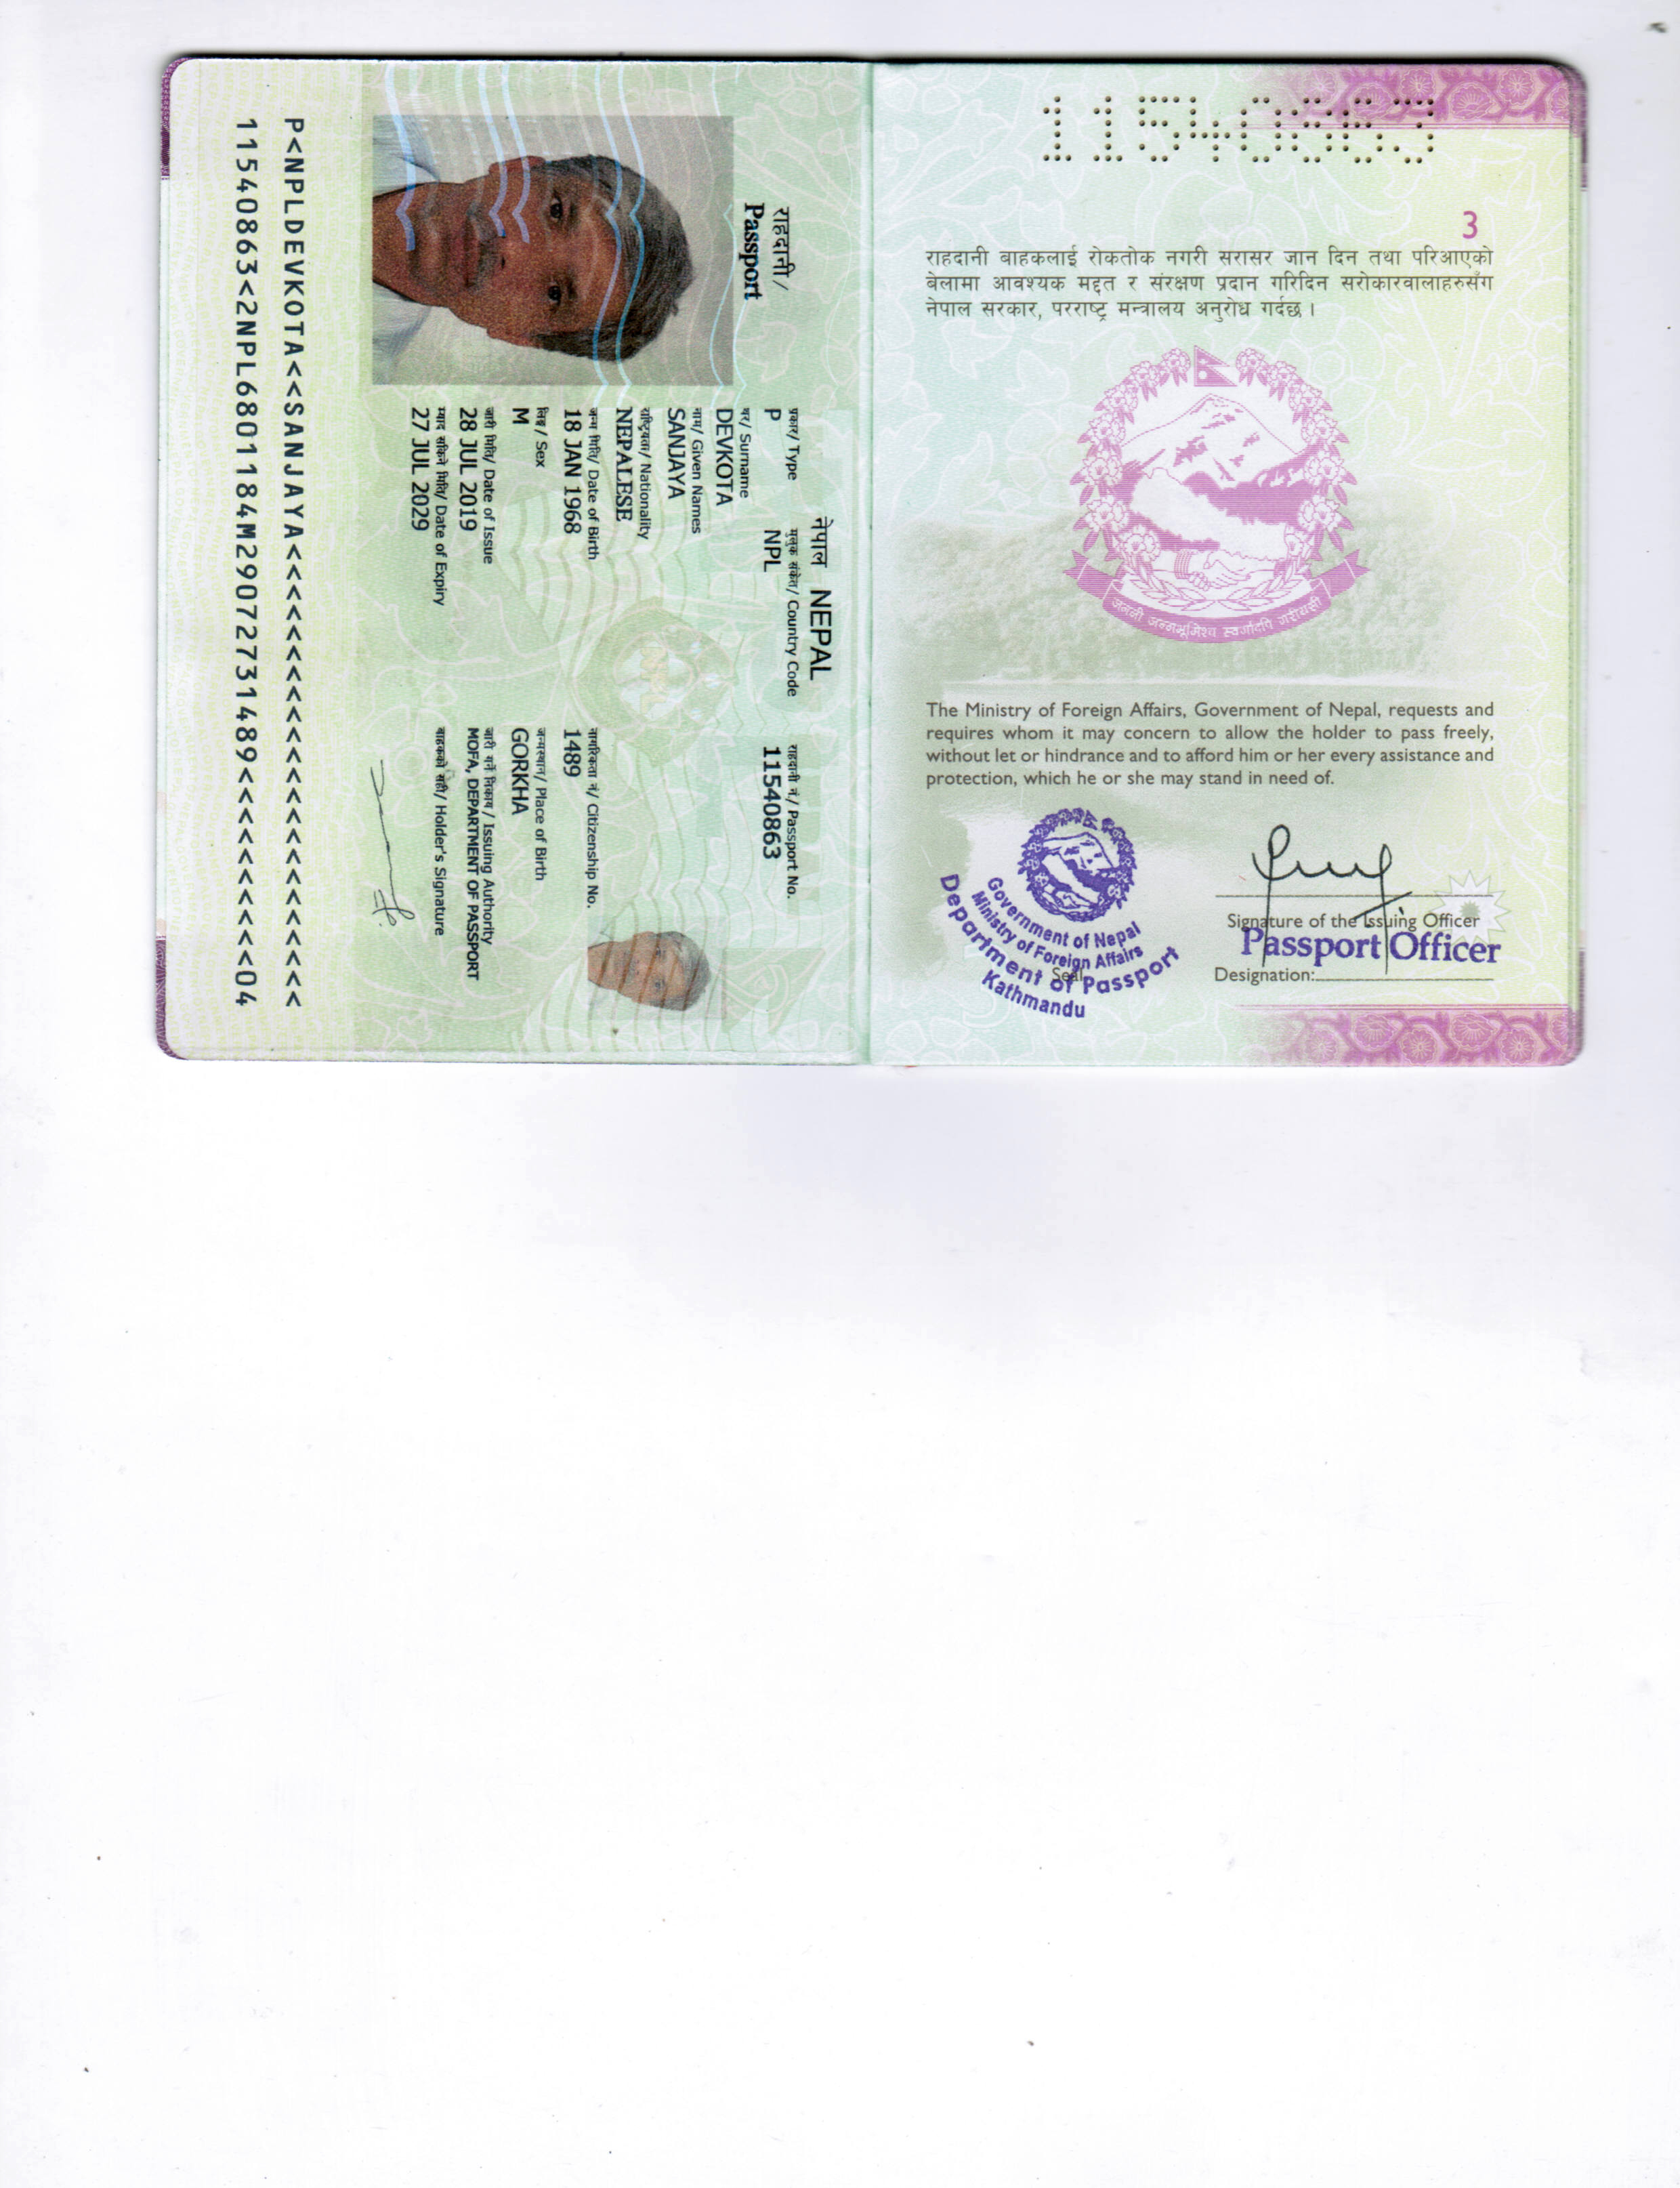 11540863
3
राहदानी बाहकलाई रोकतोक नगरी सरासर जान दिन तथा परिआएको
बेलामा आवश्यक मद्दत र संरक्षण प्रदान गरिदिन सरोकारवालाहरुसँग
नेपाल सरकार, परराष्ट्र मन्त्रालय अनुरोध गर्दछ ।
The Ministry of Foreign Affairs, Government of Nepal, requests and
requires whom it may concern to allow the holder to pass freely,
without let or hindrance and to afford him or her every assistance and
protection, which he or she may stand in need of.
Signature of the Issuing Officer
Passport Officer
Designation:
Seal
Government of Nepal
Ministry of Foreign Affairs
Department of Passport
Kathmandu
नेपाल NEPAL
राहदानी/
Passport
प्रकार/ Type मुलुक संकेत/ Country Code राहदानी नं./ Passport No.
P NPL 11540863
थर/ Surname
DEVKOTA
नाम/ Given Names
SANJAYA
राष्ट्रियता/ Nationality
NEPALESE
जन्म मिति/ Date of Birth नागरिकता नं/ Citizenship No.
18 JAN 1968 1489
लिङ्ग/ Sex जन्मस्थान/ Place of Birth
M GORKHA
जारी मिति/ Date of Issue जारी गर्ने निकाय/ Issuing Authority
28 JUL 2019 MOFA, DEPARTMENT OF PASSPORT
म्याद सकिने मिति/ Date of Expiry बाहकको सही/ Holder's Signature
27 JUL 2029
P<NPLDEVKOTA<<SANJAYA<<<<<<<<<<<<<<<<<<<<<<<
11540863<2NPL6801184M29072731489<<<<<<<<<<04